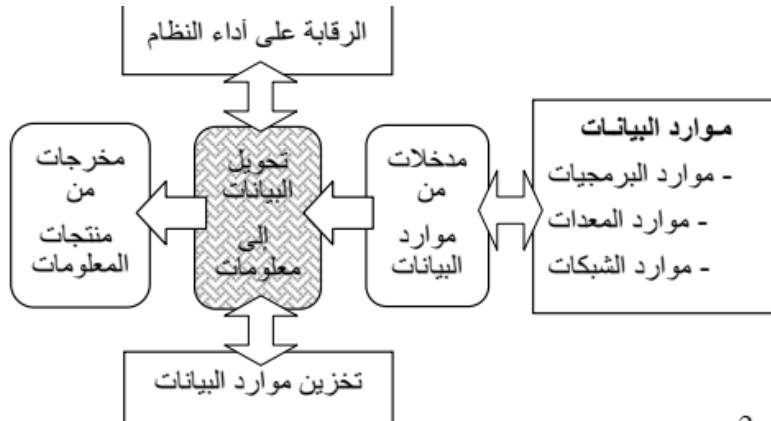 الرقابة على أداء النظام
موارد البيانات
- موارد البرمجيات
- موارد المعدات
- موارد الشبكات
مدخلات
من
موارد
البيانات
تحويل
البيانات
إلى
معلومات
مخرجات
من
منتجات
المعلومات
تخزين موارد البيانات